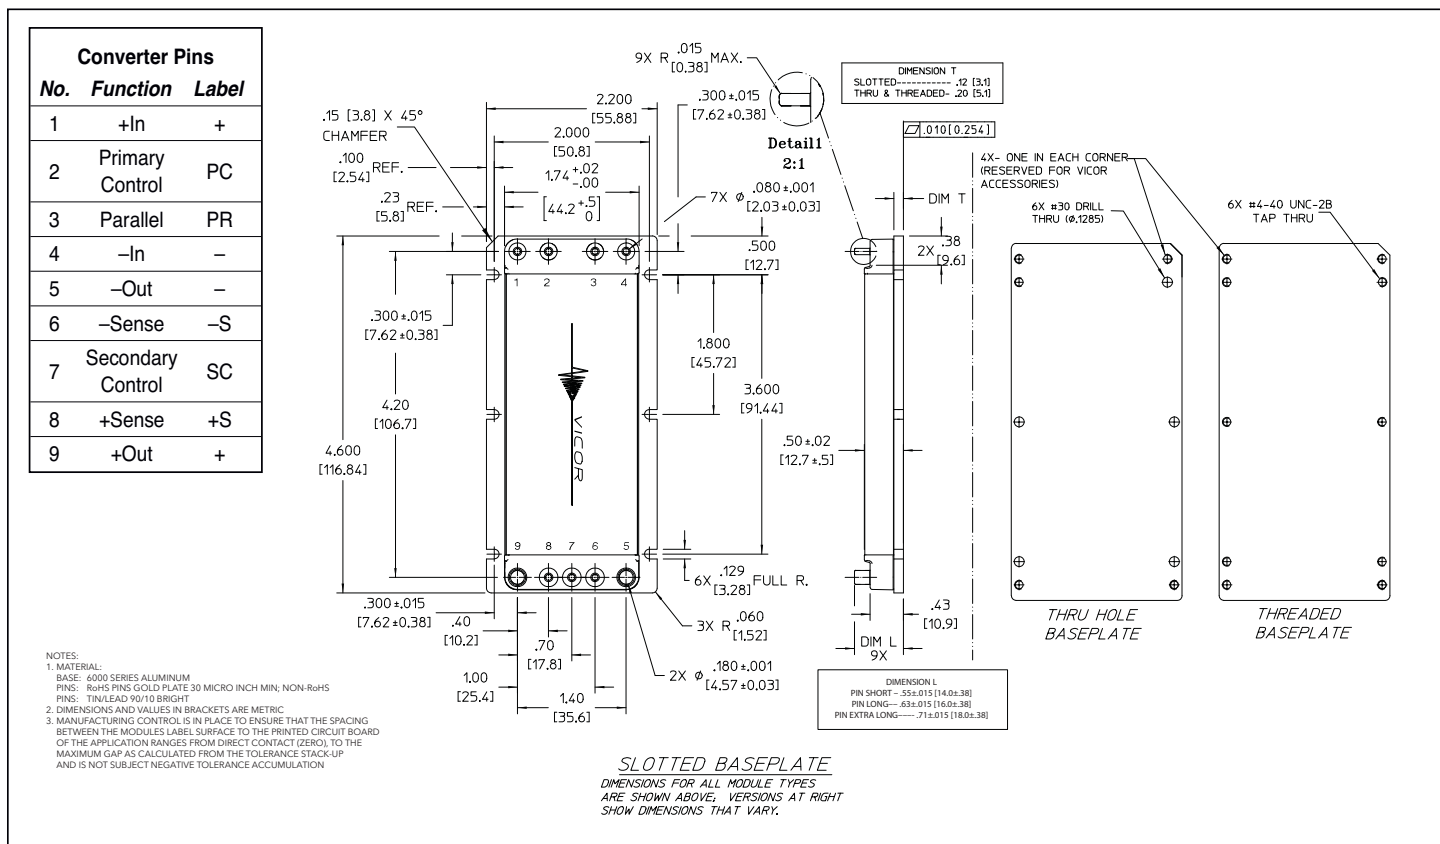 Converter Pins
No. Function Label
1 +In +
2 Primary Control PC
3 Parallel PR
4 –In –
5 –Out –
6 –Sense –S
7 Secondary Control SC
8 +Sense +S
9 +Out +
9X R .015 [0.38] MAX.
DIMENSION T
SLOTTED----------- .12 [3.1]
THRU & THREADED- .20 [5.1]
2.200
[55.88]
.300 ±.015
[7.62 ±0.38]
.15 [3.8] X 45°
CHAMFER
2.000
[50.8]
.010 [0.254]
Detail1
2:1
.100
[2.54] REF.
1.74 +.02 -.00
[44.2 +.5 0]
.23
[5.8] REF.
7X ø .080 ±.001
[2.03 ±0.03]
DIM T
4X- ONE IN EACH CORNER
(RESERVED FOR VICOR
ACCESSORIES)
6X #30 DRILL
THRU (ø.1285)
6X #4-40 UNC-2B
TAP THRU
.500
[12.7]
2X .38
[9.6]
1 2 3 4
.300 ±.015
[7.62 ±0.38]
1.800
[45.72]
3.600
[91.44]
4.20
[106.7]
4.600
[116.84]
VICOR
.50 ±.02
[12.7 ±.5]
9 8 7 6 5
6X .129
[3.28] FULL R.
.300 ±.015
[7.62 ±0.38]
.40
[10.2]
.70
[17.8]
3X R .060
[1.52]
.43
[10.9]
DIM L
9X
THRU HOLE
BASEPLATE
THREADED
BASEPLATE
1.00
[25.4]
1.40
[35.6]
2X ø .180 ±.001
[4.57 ±0.03]
DIMENSION L
PIN SHORT – .55±.015 [14.0±.38]
PIN LONG–– .63±.015 [16.0±.38]
PIN EXTRA LONG---- .71±.015 [18.0±.38]
NOTES:
1. MATERIAL:
BASE: 6000 SERIES ALUMINUM
PINS: RoHS PINS GOLD PLATE 30 MICRO INCH MIN; NON-RoHS
PINS: TIN/LEAD 90/10 BRIGHT
2. DIMENSIONS AND VALUES IN BRACKETS ARE METRIC
3. MANUFACTURING CONTROL IS IN PLACE TO ENSURE THAT THE SPACING
BETWEEN THE MODULES LABEL SURFACE TO THE PRINTED CIRCUIT BOARD
OF THE APPLICATION RANGES FROM DIRECT CONTACT (ZERO), TO THE
MAXIMUM GAP AS CALCULATED FROM THE TOLERANCE STACK-UP
AND IS NOT SUBJECT NEGATIVE TOLERANCE ACCUMULATION
SLOTTED BASEPLATE
DIMENSIONS FOR ALL MODULE TYPES
ARE SHOWN ABOVE; VERSIONS AT RIGHT
SHOW DIMENSIONS THAT VARY.